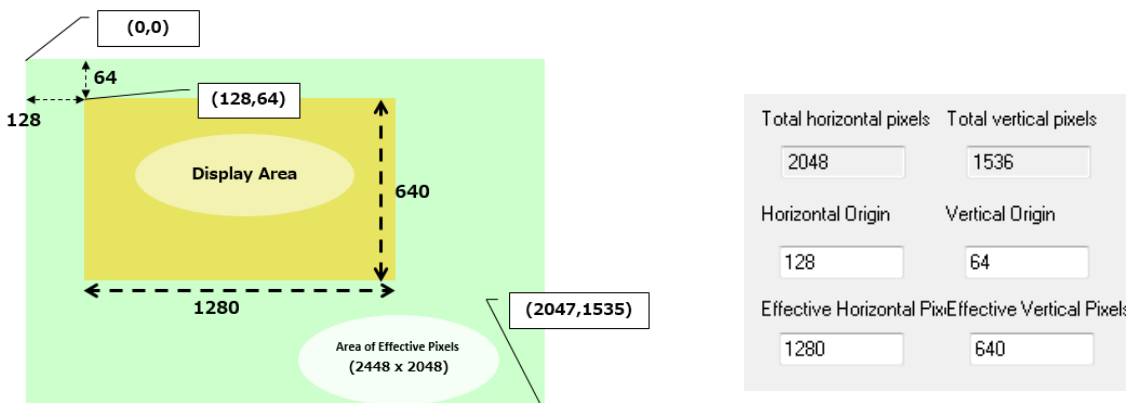 (0,0)
64
(128,64)
128
Display Area
640
1280
(2047,1535)
Area of Effective Pixels
(2448 x 2048)
Total horizontal pixels Total vertical pixels
2048 1536
Horizontal Origin Vertical Origin
128 64
Effective Horizontal Pix Effective Vertical Pixels
1280 640